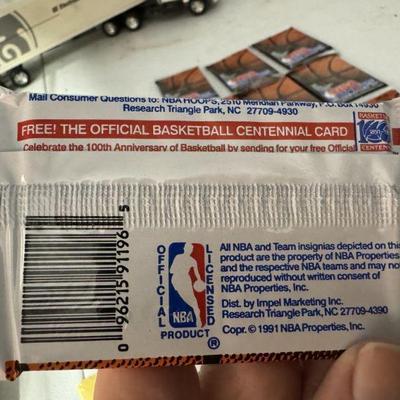 Mail Consumer Questions to: NBA HOOPS, 2510 Meridian Parkway, P.O. Box 14930
Research Triangle Park, NC 27709-4930
FREE! THE OFFICIAL BASKETBALL CENTENNIAL CARD
Celebrate the 100th Anniversary of Basketball by sending for your free Official
BASKETB
CENTEN
0 96215 91196 5
OFFICIAL LICENSED
NBA
PRODUCT
®
All NBA and Team insignias depicted on this
product are the property of NBA Properties
and the respective NBA teams and may not
reproduced without written consent of
NBA Properties, Inc.
Dist. by Impel Marketing Inc.
Research Triangle Park, NC 27709-4390
Copr. © 1991 NBA Properties, Inc.